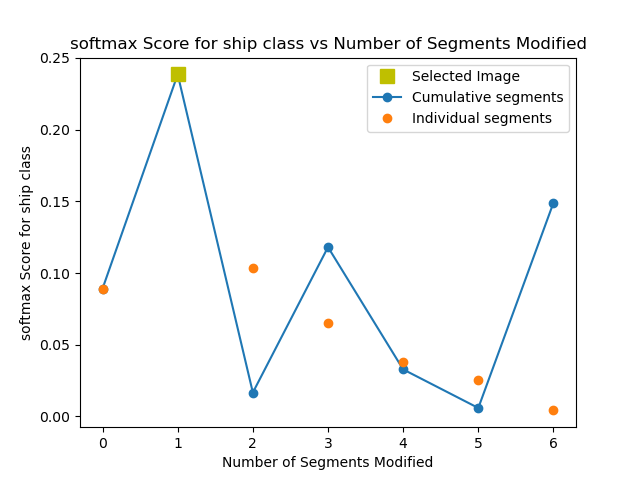 softmax Score for ship class vs Number of Segments Modified
0.25
0.20
0.15
0.10
0.05
0.00
softmax Score for ship class
Selected Image
Cumulative segments
Individual segments
0 1 2 3 4 5 6
Number of Segments Modified